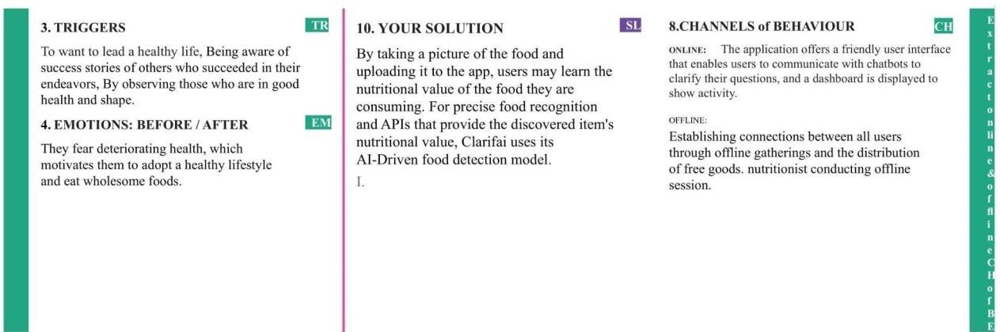 3. TRIGGERS TR
To want to lead a healthy life, Being aware of
success stories of others who succeeded in their
endeavors, By observing those who are in good
health and shape.
4. EMOTIONS: BEFORE / AFTER EM
They fear deteriorating health, which
motivates them to adopt a healthy lifestyle
and eat wholesome foods.
10. YOUR SOLUTION SL
By taking a picture of the food and
uploading it to the app, users may learn the
nutritional value of the food they are
consuming. For precise food recognition
and APIs that provide the discovered item's
nutritional value, Clarifai uses its
AI-Driven food detection model.
I.
8.CHANNELS of BEHAVIOUR CH
ONLINE: The application offers a friendly user interface
that enables users to communicate with chatbots to
clarify their questions, and a dashboard is displayed to
show activity.
OFFLINE:
Establishing connections between all users
through offline gatherings and the distribution
of free goods. nutritionist conducting offline
session.
Extract online & offline CH of BE